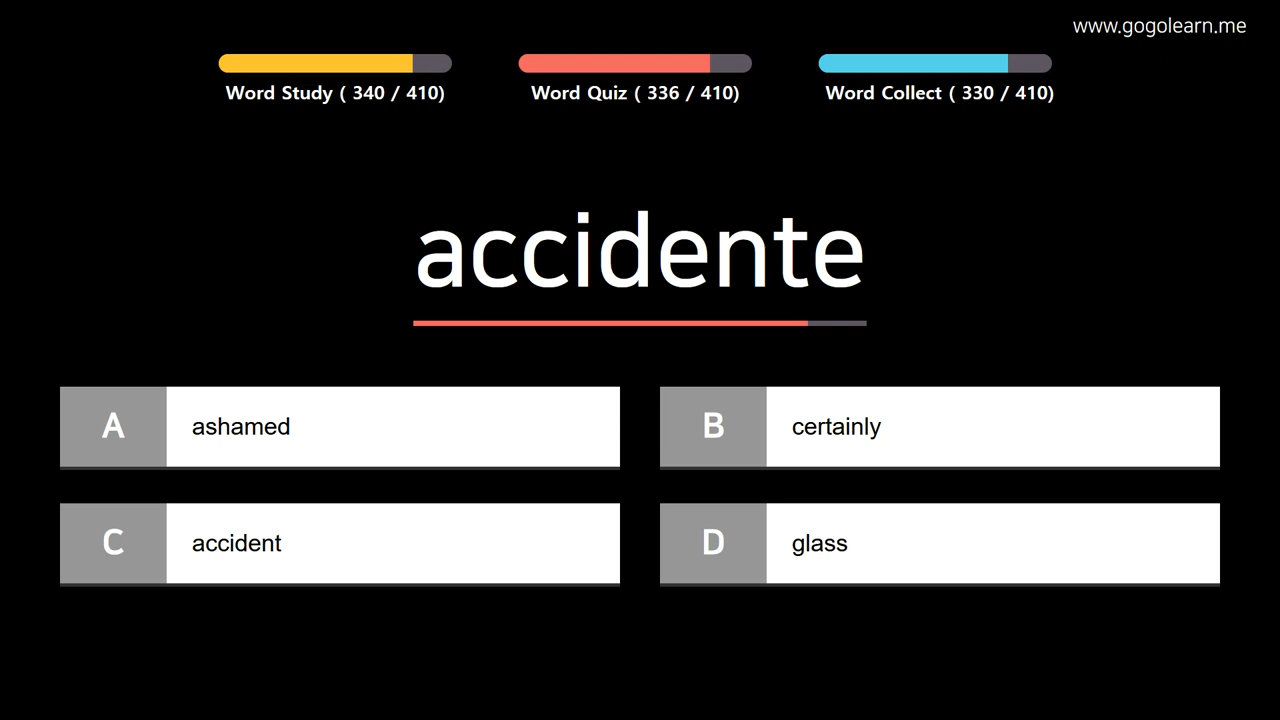 www.gogolearn.me
Word Study ( 340 / 410)
Word Quiz ( 336 / 410)
Word Collect ( 330 / 410)
accidente
A ashamed
B certainly
C accident
D glass